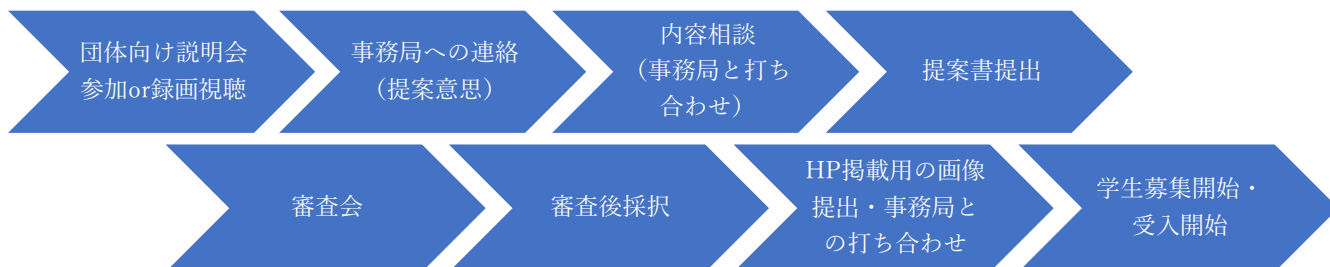 団体向け説明会
参加or録画視聴
事務局への連絡
（提案意思）
内容相談
（事務局と打ち
合わせ）
提案書提出
審査会
審査後採択
HP掲載用の画像
提出・事務局と
の打ち合わせ
学生募集開始・
受入開始